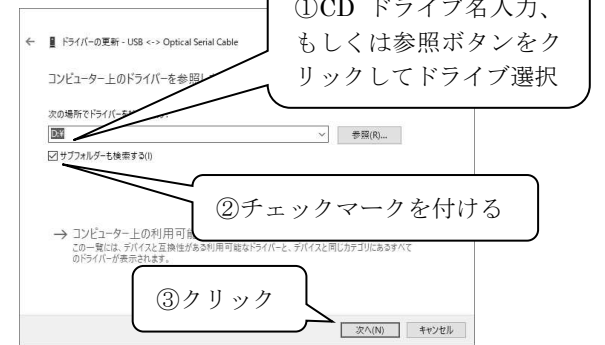 ①CD ドライブ名入力、
もしくは参照ボタンをク
リックしてドライブ選択
← ドライバーの更新 - USB <-> Optical Serial Cable
コンピューター上のドライバーを参照し
次の場所でドライバーを
D:¥
参照(R)...
サブフォルダーも検索する(I)
②チェックマークを付ける
→ コンピューター上の利用可能
この一覧には、デバイスと互換性がある利用可能なドライバーと、デバイスと同じカテゴリにあるすべて
のドライバーが表示されます。
③クリック
次へ(N) キャンセル